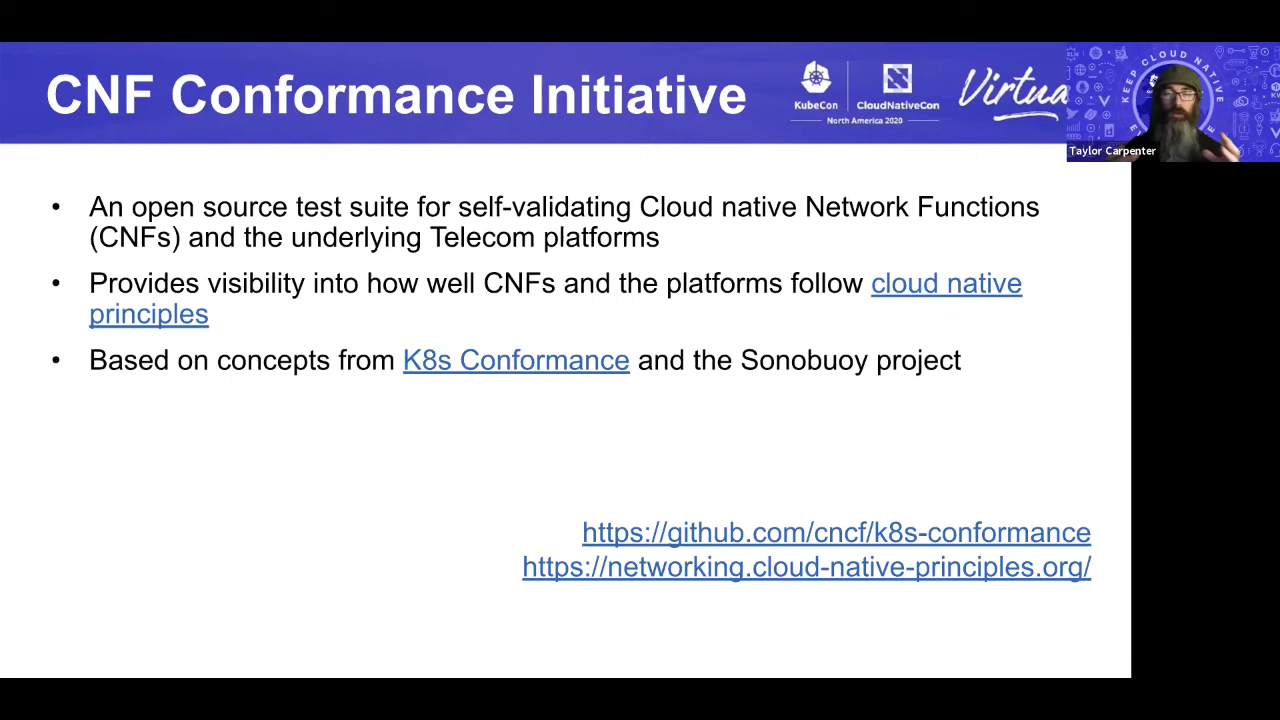 CNF Conformance Initiative
KubeCon
CloudNativeCon
North America 2020
Virtua
KEEP CLOUD NATIVE
Taylor Carpenter
• An open source test suite for self-validating Cloud native Network Functions
(CNFs) and the underlying Telecom platforms
• Provides visibility into how well CNFs and the platforms follow cloud native
principles
• Based on concepts from K8s Conformance and the Sonobuoy project
https://github.com/cncf/k8s-conformance
https://networking.cloud-native-principles.org/